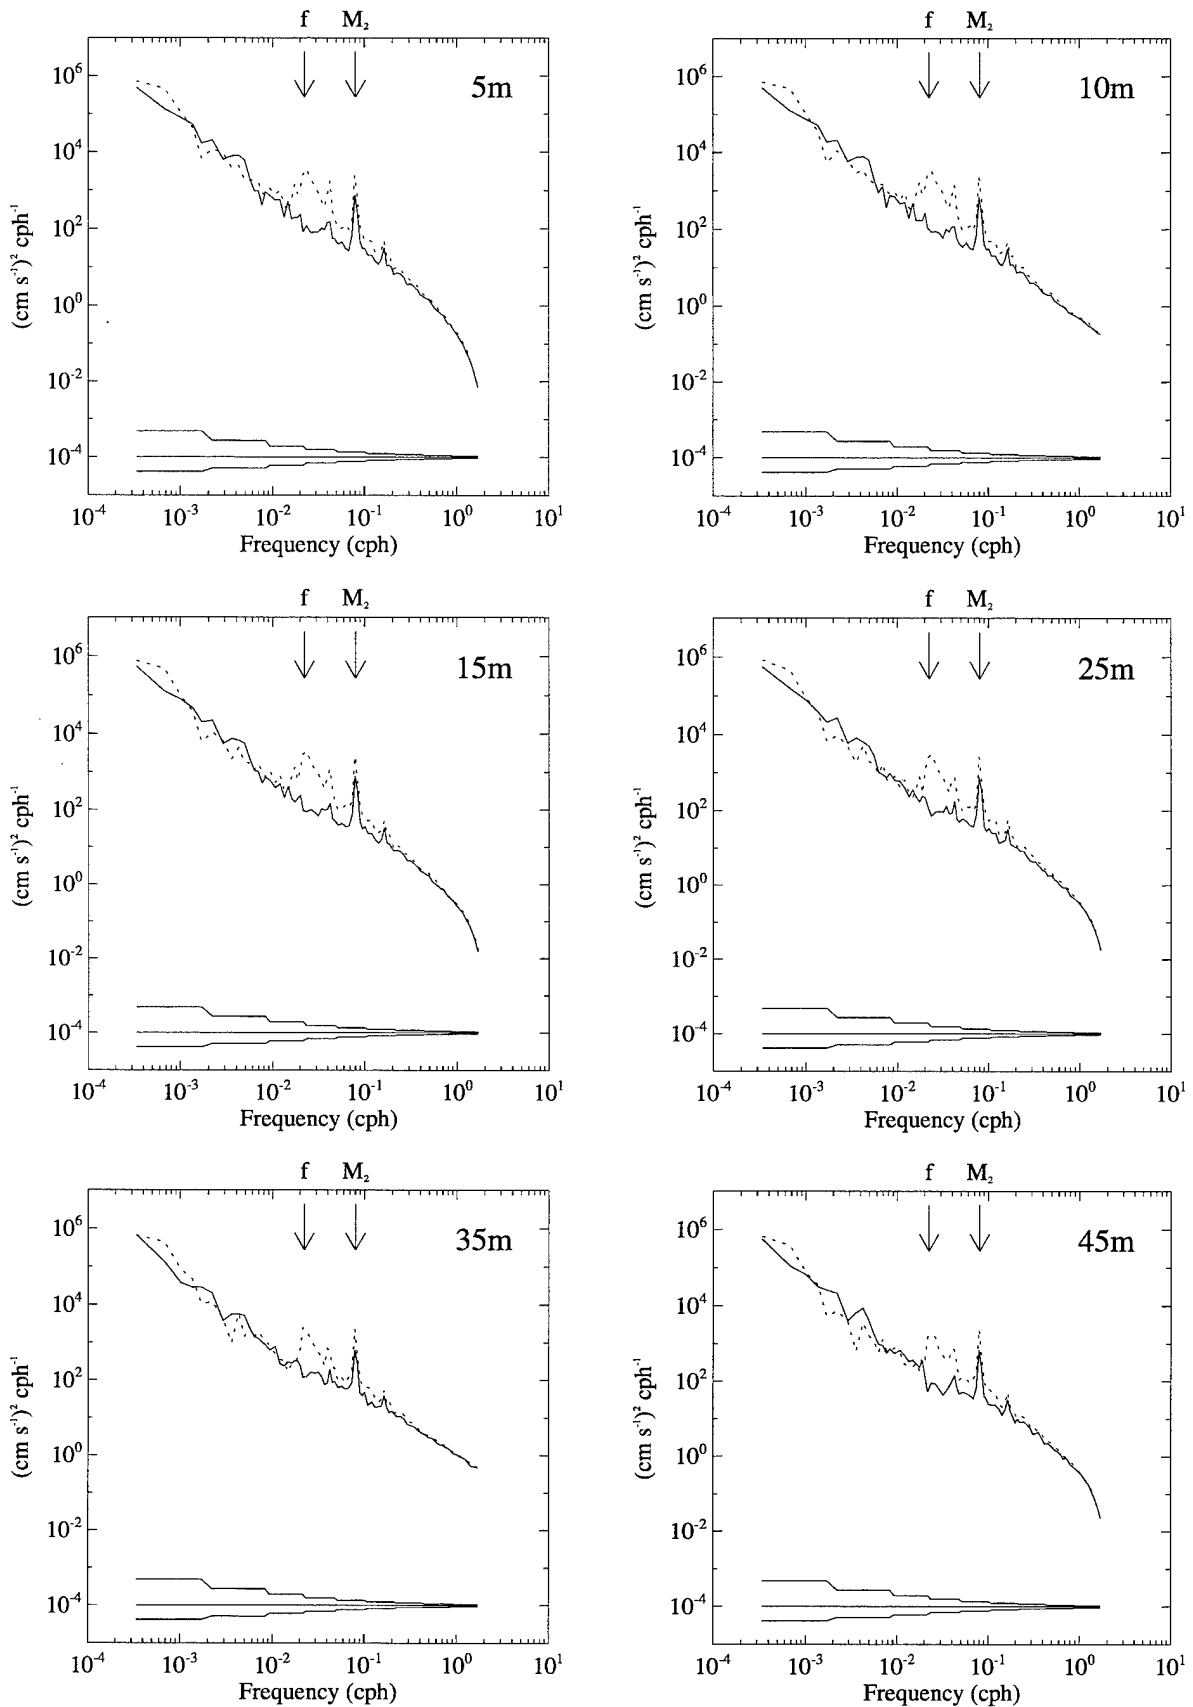 f M₂
5m
10⁶
10⁴
10²
10⁰
10⁻²
10⁻⁴
(cm s⁻¹)² cph⁻¹
10⁻⁴ 10⁻³ 10⁻² 10⁻¹ 10⁰ 10¹
Frequency (cph)
f M₂
10m
10⁶
10⁴
10²
10⁰
10⁻²
10⁻⁴
(cm s⁻¹)² cph⁻¹
10⁻⁴ 10⁻³ 10⁻² 10⁻¹ 10⁰ 10¹
Frequency (cph)
f M₂
15m
10⁶
10⁴
10²
10⁰
10⁻²
10⁻⁴
(cm s⁻¹)² cph⁻¹
10⁻⁴ 10⁻³ 10⁻² 10⁻¹ 10⁰ 10¹
Frequency (cph)
f M₂
25m
10⁶
10⁴
10²
10⁰
10⁻²
10⁻⁴
(cm s⁻¹)² cph⁻¹
10⁻⁴ 10⁻³ 10⁻² 10⁻¹ 10⁰ 10¹
Frequency (cph)
f M₂
35m
10⁶
10⁴
10²
10⁰
10⁻²
10⁻⁴
(cm s⁻¹)² cph⁻¹
10⁻⁴ 10⁻³ 10⁻² 10⁻¹ 10⁰ 10¹
Frequency (cph)
f M₂
45m
10⁶
10⁴
10²
10⁰
10⁻²
10⁻⁴
(cm s⁻¹)² cph⁻¹
10⁻⁴ 10⁻³ 10⁻² 10⁻¹ 10⁰ 10¹
Frequency (cph)